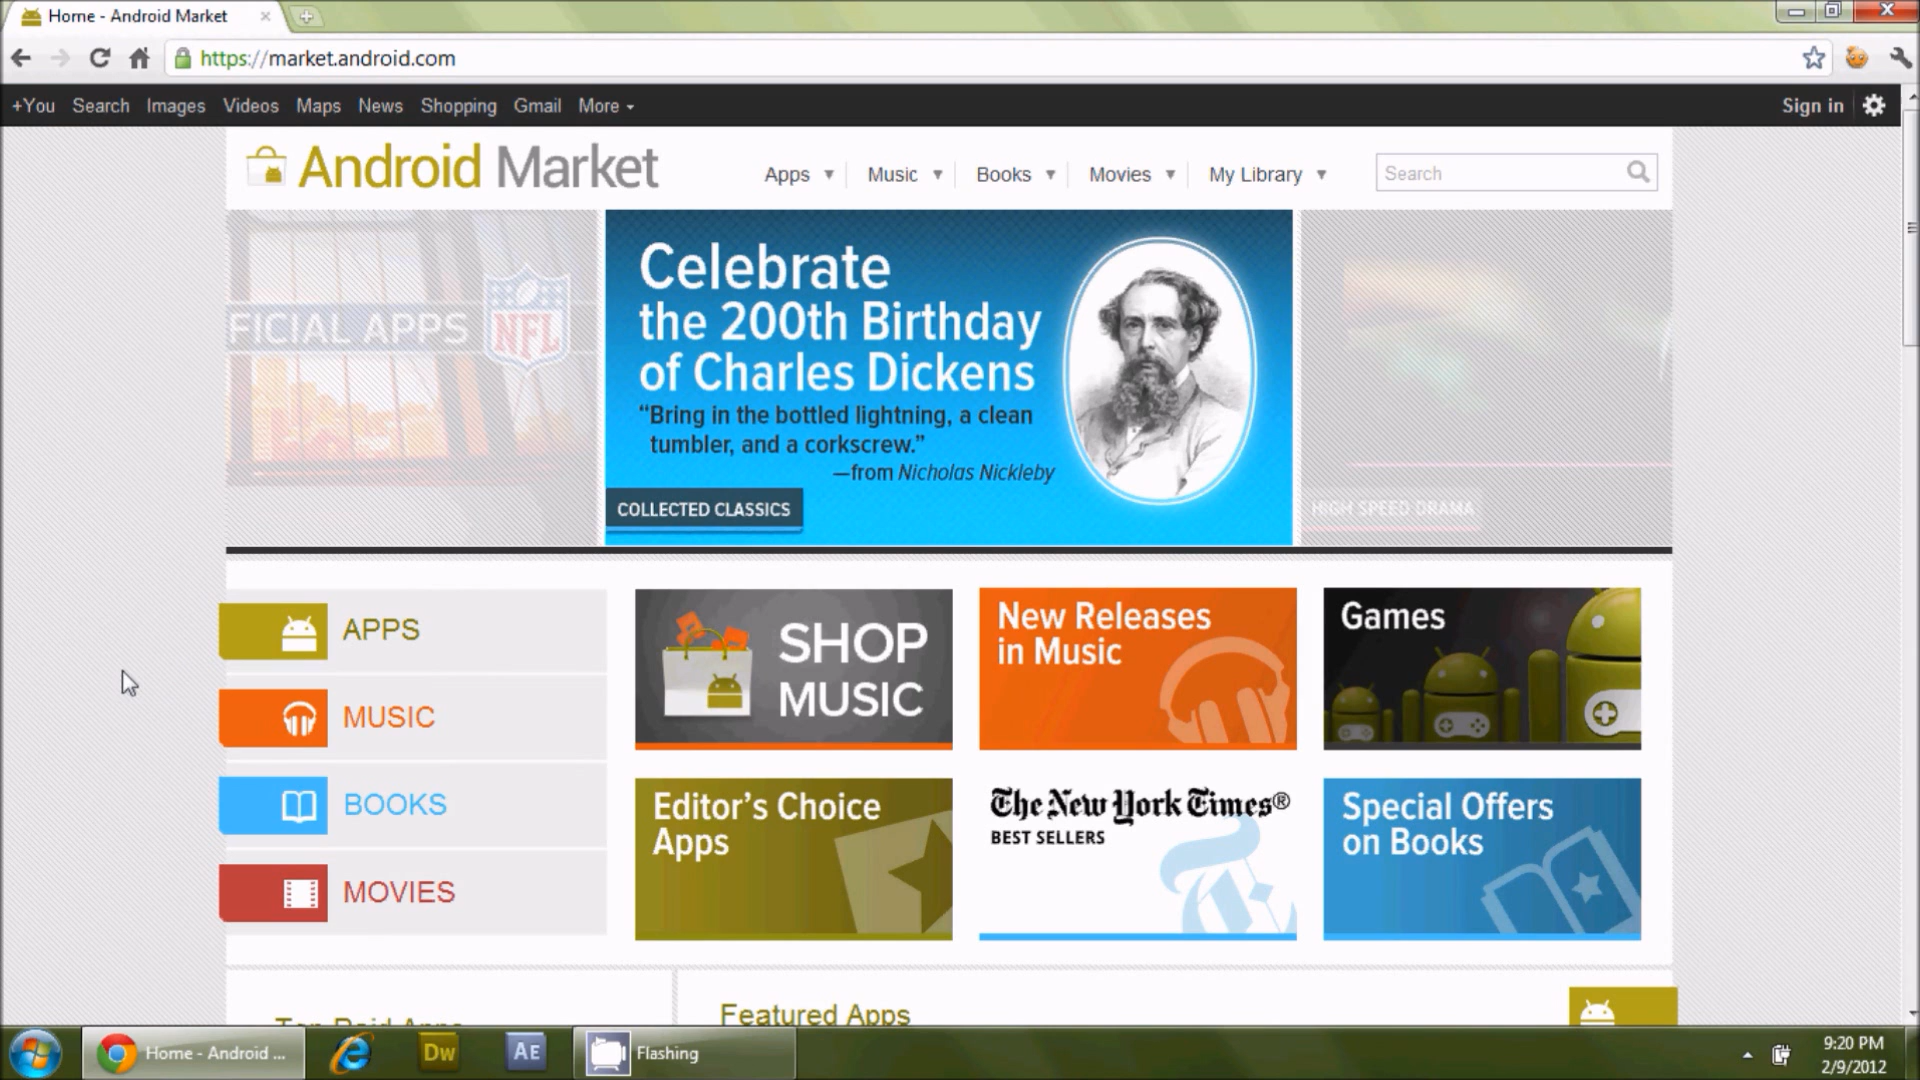 Home - Android Market
https://market.android.com
+You Search Images Videos Maps News Shopping Gmail More
Sign in
Android Market
Apps Music Books Movies My Library
Search
FICIAL APPS
NFL
Celebrate
the 200th Birthday
of Charles Dickens
“Bring in the bottled lightning, a clean
tumbler, and a corkscrew.”
—from Nicholas Nickleby
COLLECTED CLASSICS
HIGH SPEED DRAMA
APPS
MUSIC
BOOKS
MOVIES
SHOP
MUSIC
New Releases
in Music
Games
Editor's Choice
Apps
The New York Times®
BEST SELLERS
Special Offers
on Books
Top Paid Apps
Featured Apps
Home - Android ...
Dw
AE
Flashing
9:20 PM
2/9/2012